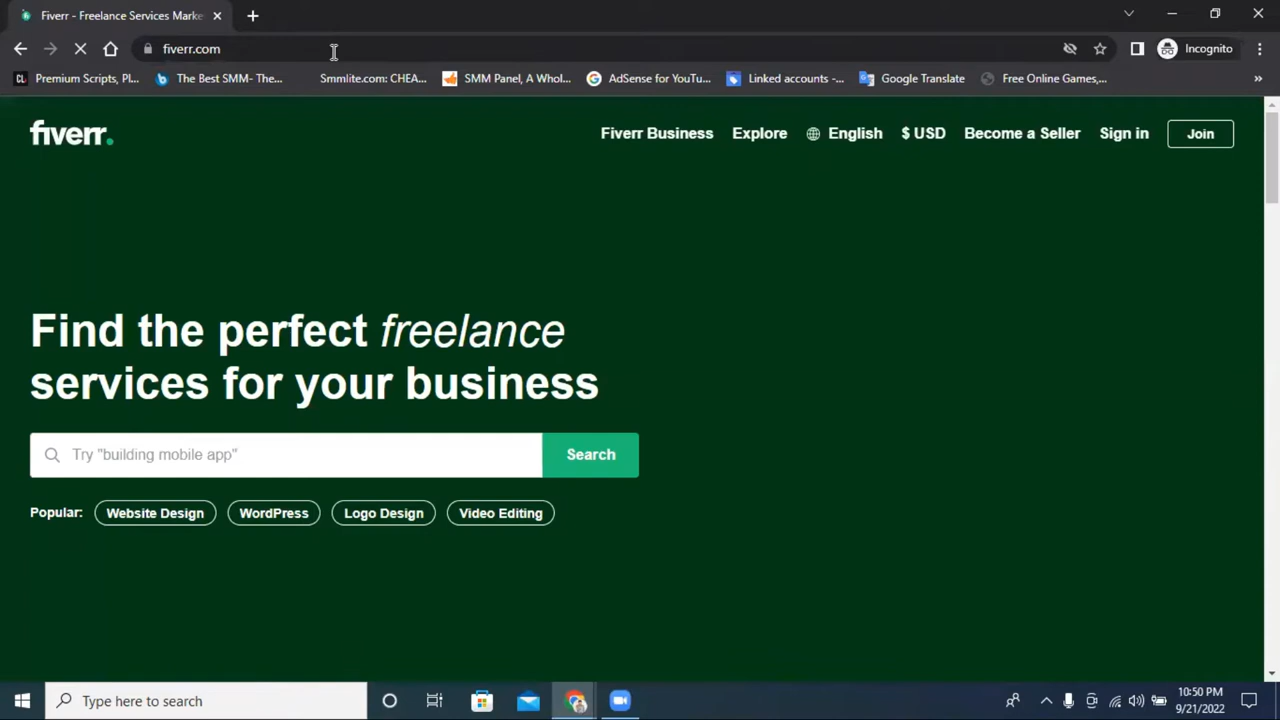 Fiverr - Freelance Services Marke
fiverr.com
Incognito
Premium Scripts, Pl...
The Best SMM- The...
Smmlite.com: CHEA...
SMM Panel, A Whol...
AdSense for YouTu...
Linked accounts -...
Google Translate
Free Online Games,...
fiverr.
Fiverr Business
Explore
English
$ USD
Become a Seller
Sign in
Join
Find the perfect freelance
services for your business
Try "building mobile app"
Search
Popular:
Website Design
WordPress
Logo Design
Video Editing
Type here to search
10:50 PM
9/21/2022